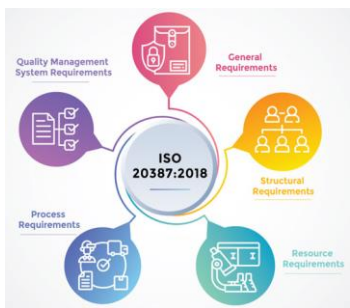 General
Requirements
Quality Management
System Requirements
ISO
20387:2018
Structural
Requirements
Process
Requirements
Resource
Requirements